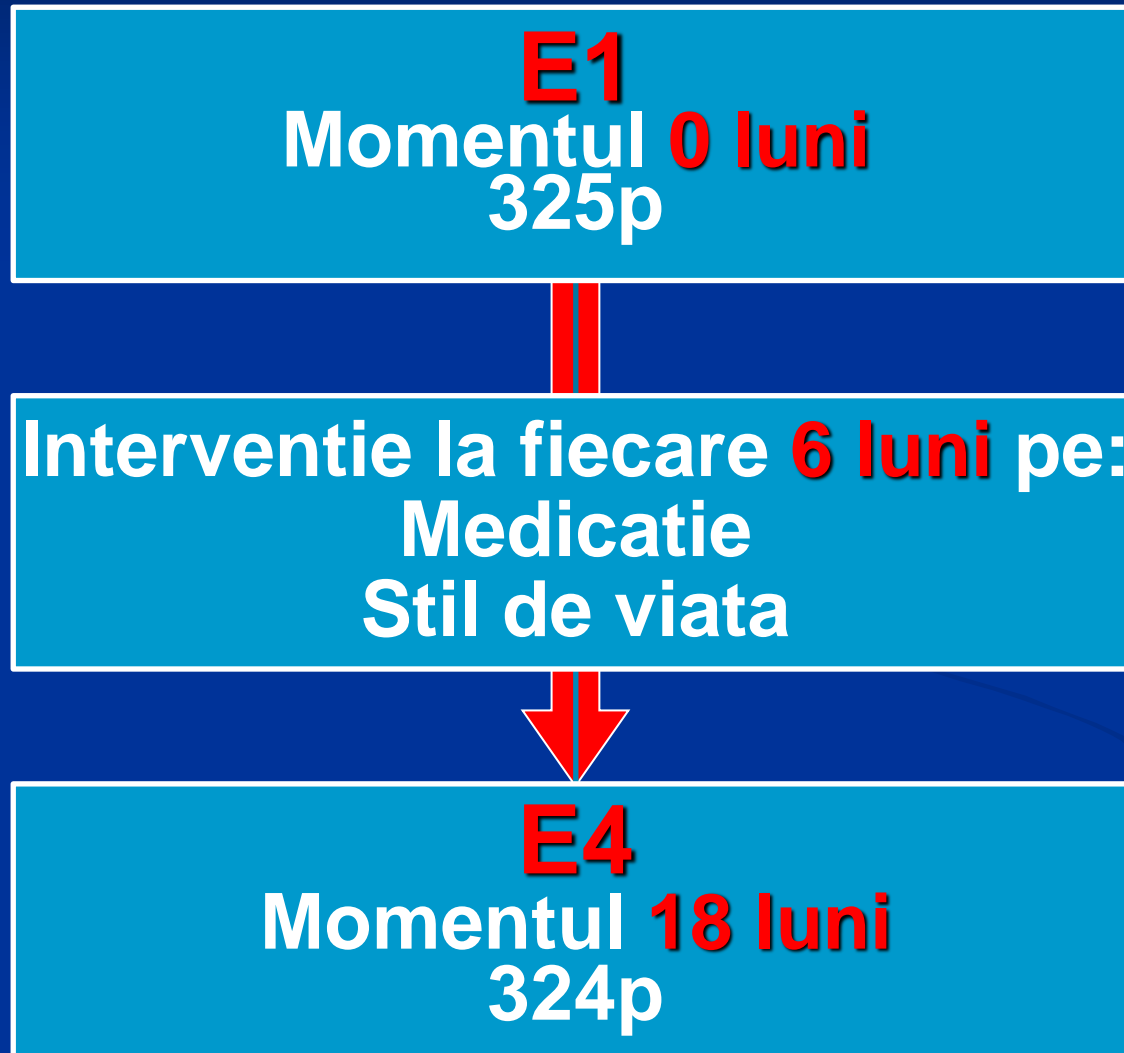 E1
Momentul 0 luni
325p
Interventie la fiecare 6 luni pe:
Medicatie
Stil de viata
E4
Momentul 18 luni
324p